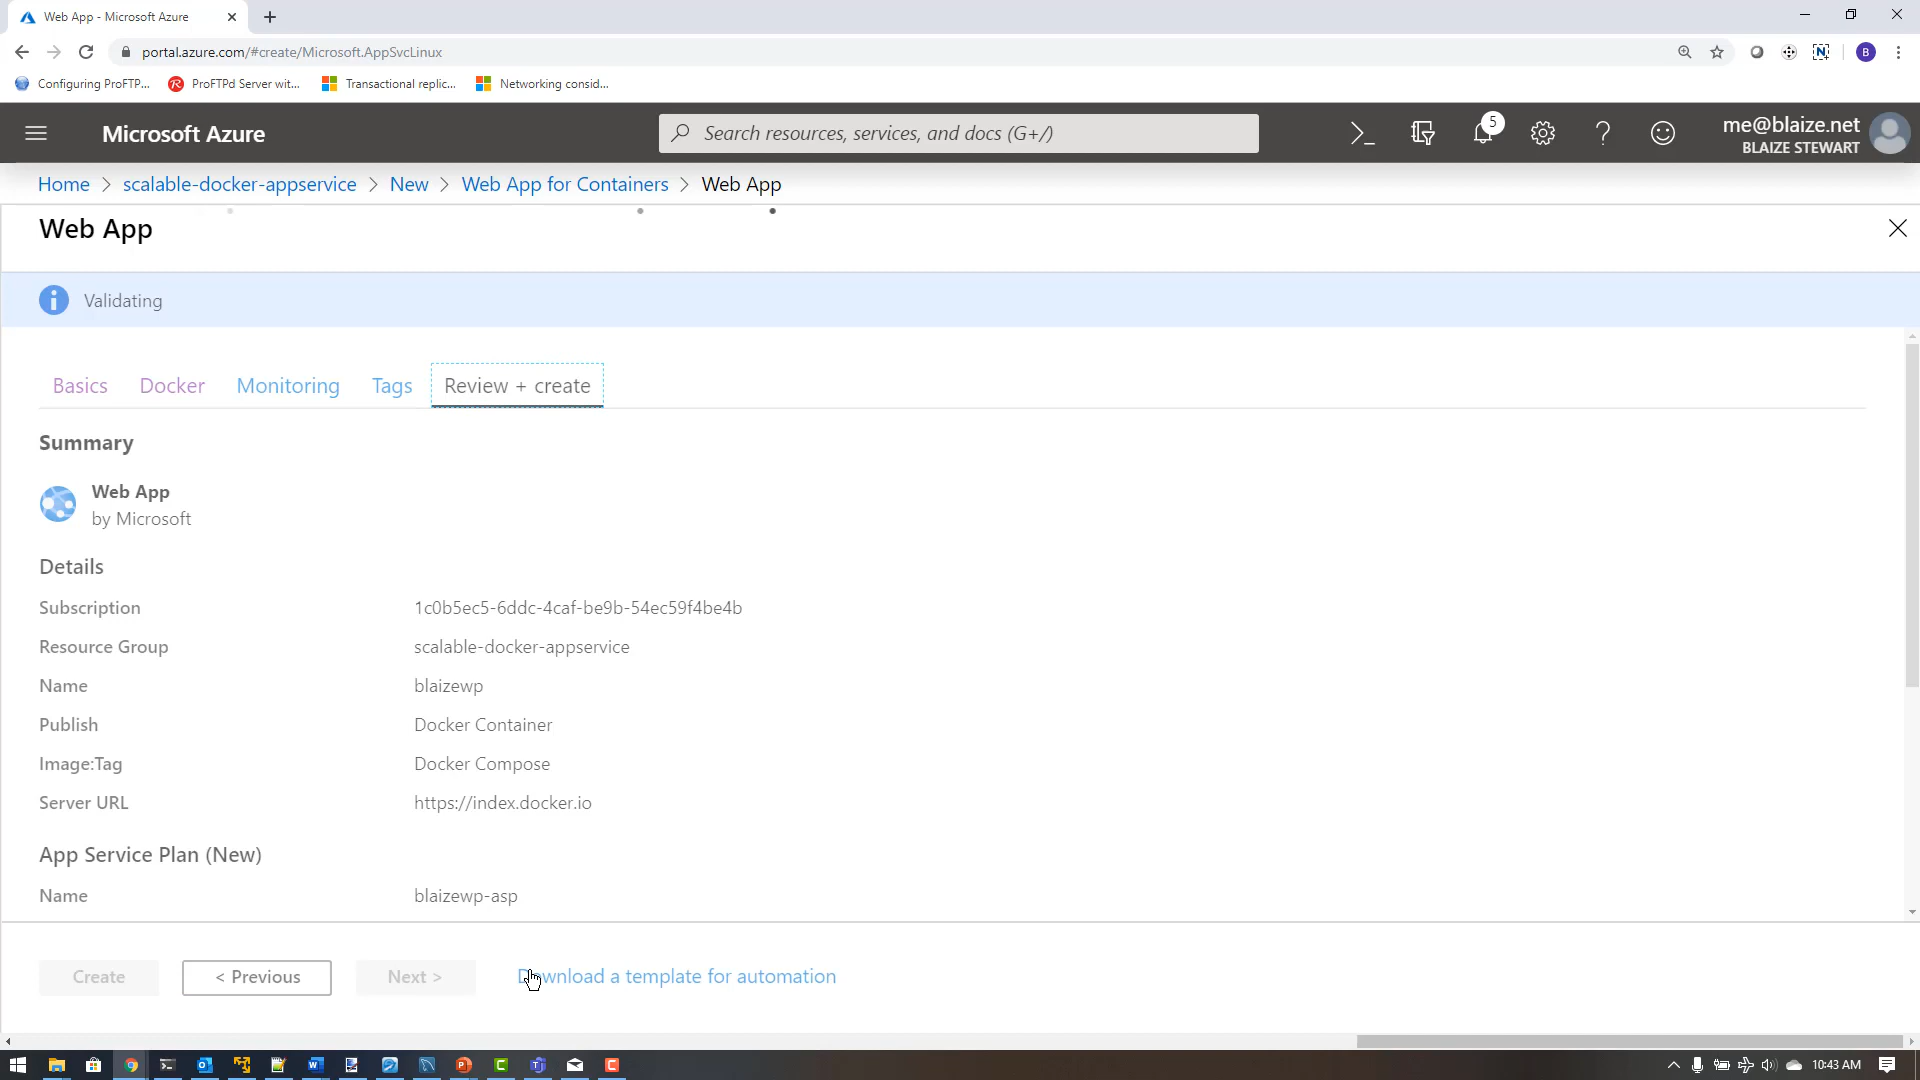 Web App - Microsoft Azure
portal.azure.com/#create/Microsoft.AppSvcLinux
B
Configuring ProFTP...
ProFTPd Server wit...
Transactional replic...
Networking consid...
Microsoft Azure
Search resources, services, and docs (G+/)
5
me@blaize.net
BLAIZE STEWART
Home > scalable-docker-appservice > New > Web App for Containers > Web App
Web App
Validating
Basics
Docker
Monitoring
Tags
Review + create
Summary
Web App
by Microsoft
Details
Subscription 1c0b5ec5-6ddc-4caf-be9b-54ec59f4be4b
Resource Group scalable-docker-appservice
Name blaizewp
Publish Docker Container
Image:Tag Docker Compose
Server URL https://index.docker.io
App Service Plan (New)
Name blaizewp-asp
Create
< Previous
Next >
Download a template for automation
10:43 AM